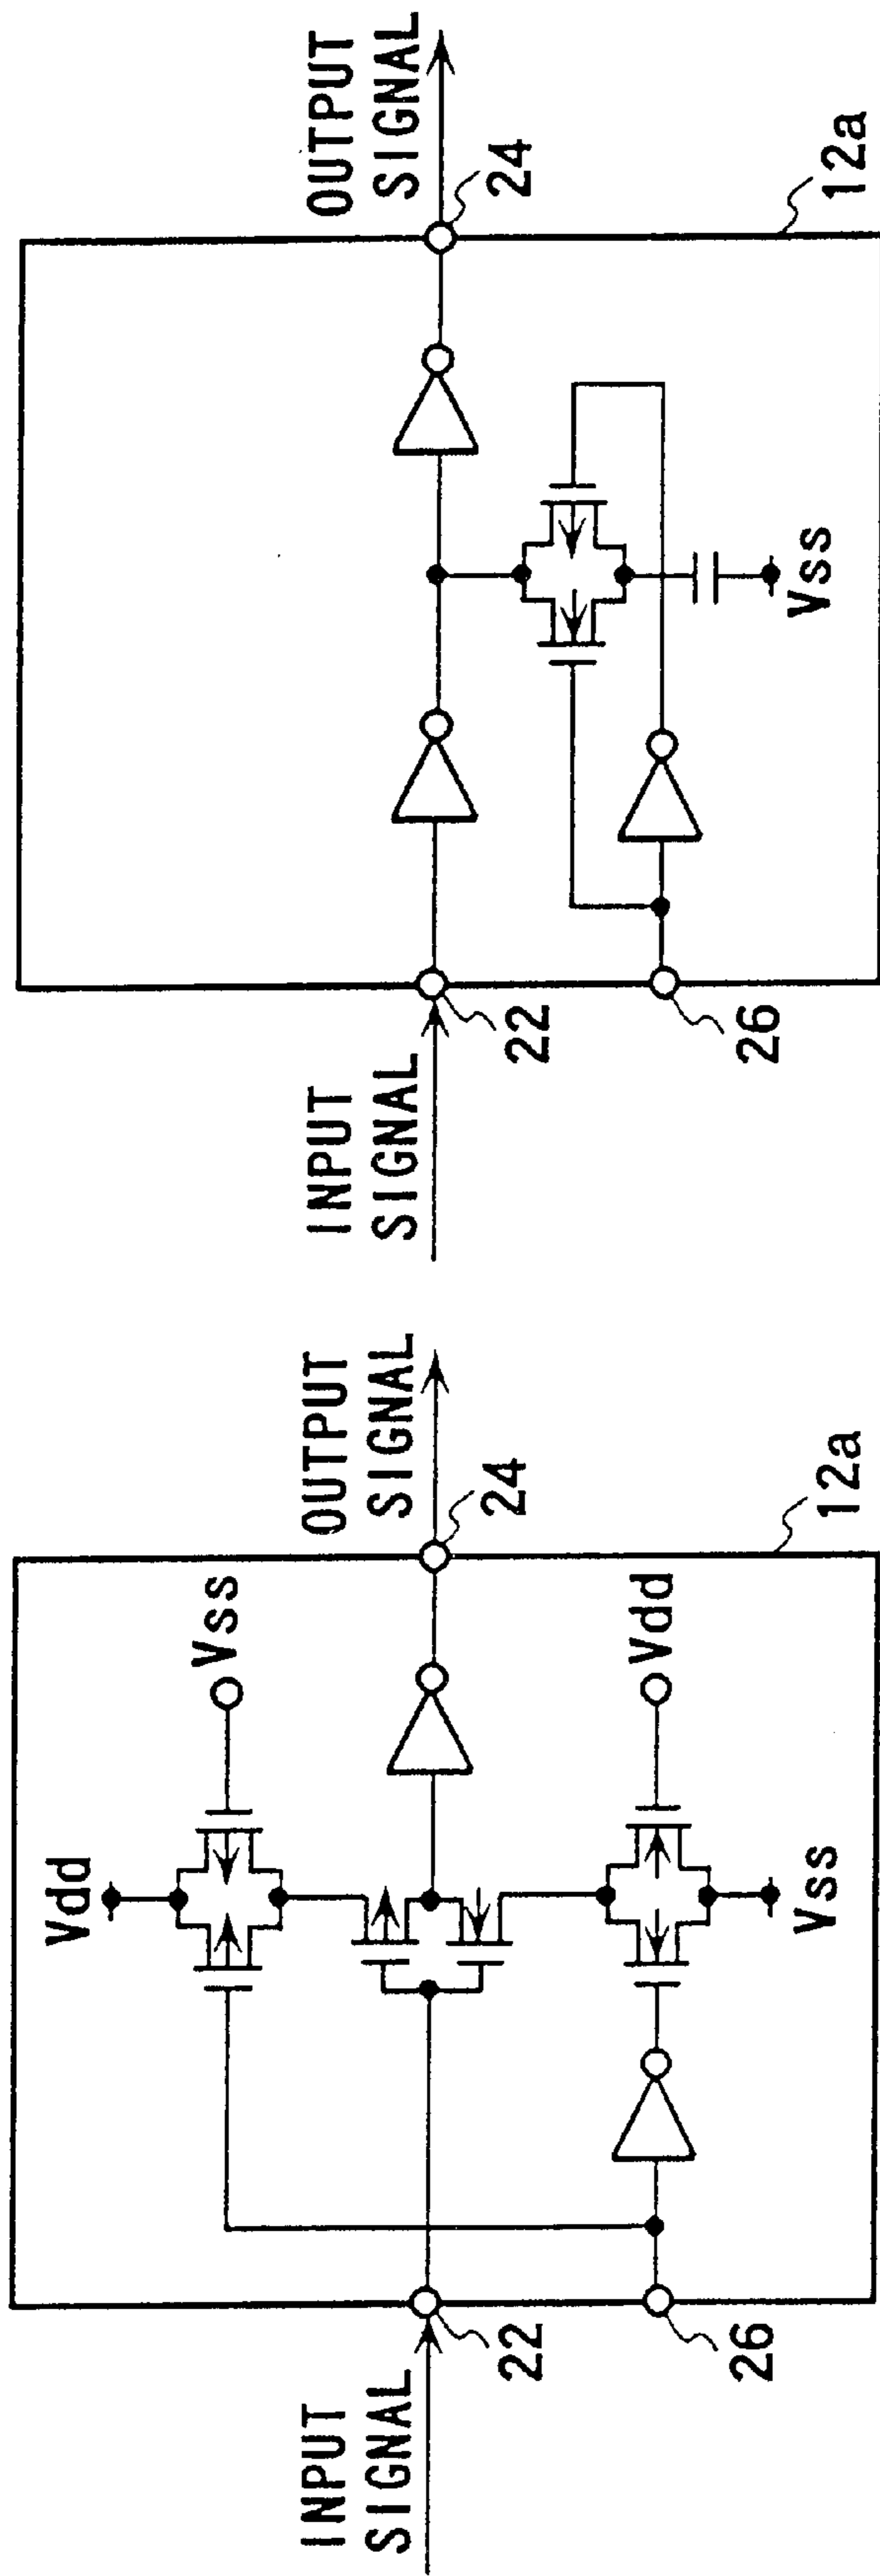 INPUT
SIGNAL
22
26
Vdd
Vss
Vdd
Vss
OUTPUT
SIGNAL
24
12a
INPUT
SIGNAL
22
26
Vss
OUTPUT
SIGNAL
24
12a